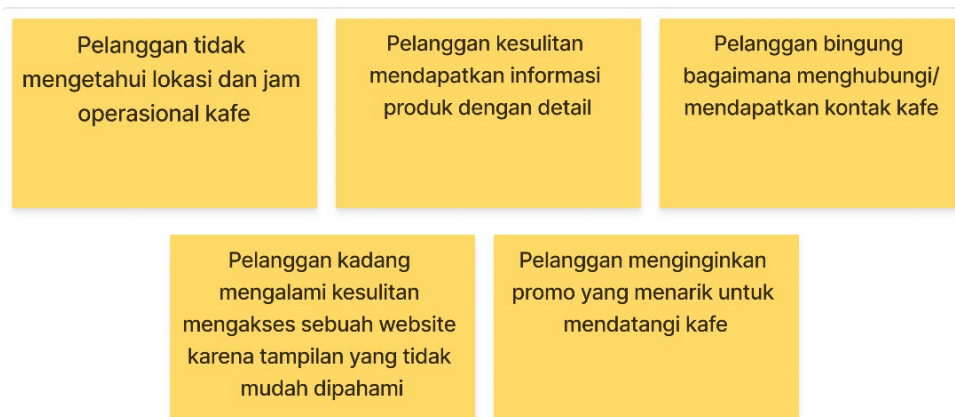 Pelanggan tidak
mengetahui lokasi dan jam
operasional kafe
Pelanggan kesulitan
mendapatkan informasi
produk dengan detail
Pelanggan bingung
bagaimana menghubungi/
mendapatkan kontak kafe
Pelanggan kadang
mengalami kesulitan
mengakses sebuah website
karena tampilan yang tidak
mudah dipahami
Pelanggan menginginkan
promo yang menarik untuk
mendatangi kafe